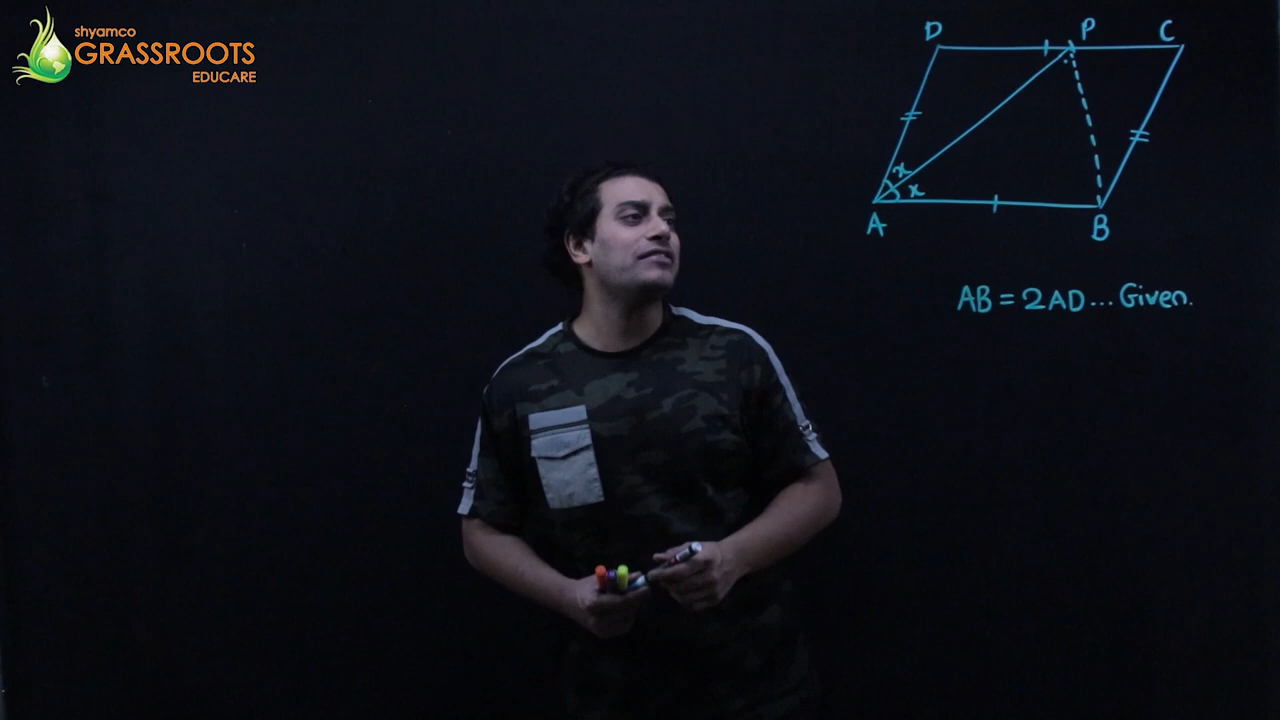 shyamco
GRASSROOTS
EDUCARE
D P C
x
x
A B
AB = 2AD ... Given.